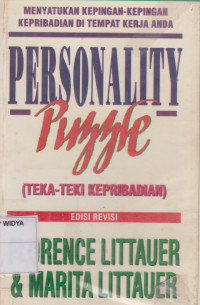 MENYATUKAN KEPINGAN-KEPINGAN
KEPRIBADIAN DI TEMPAT KERJA ANDA
PERSONALITY
Puzzle
(TEKA-TEKI KEPRIBADIAN)
EDISI REVISI
WIDYA
RENCE LITTAUER
& MARITA LITTAUER